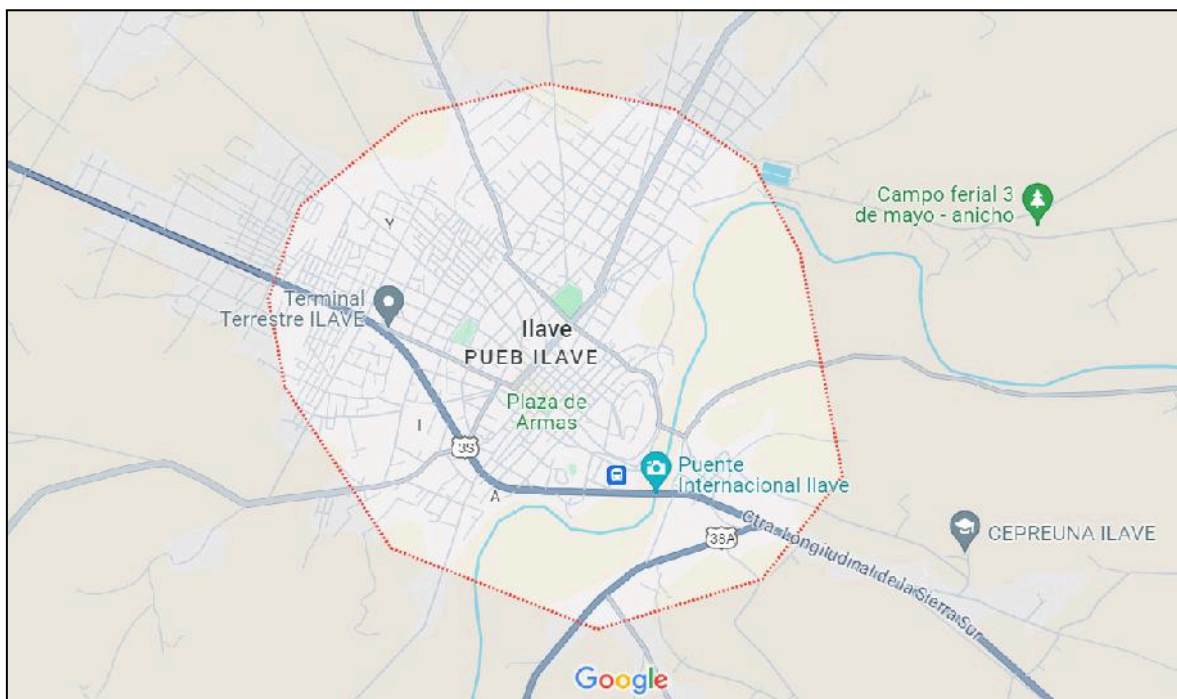 Campo ferial 3
de mayo - anicho
Y
Terminal
Terrestre ILAVE
Ilave
PUEB ILAVE
Plaza de
Armas
I
3S
A
Puente
Internacional Ilave
38A
Ctra. Longitudinal de la Sierra Sur
CEPREUNA ILAVE
Google